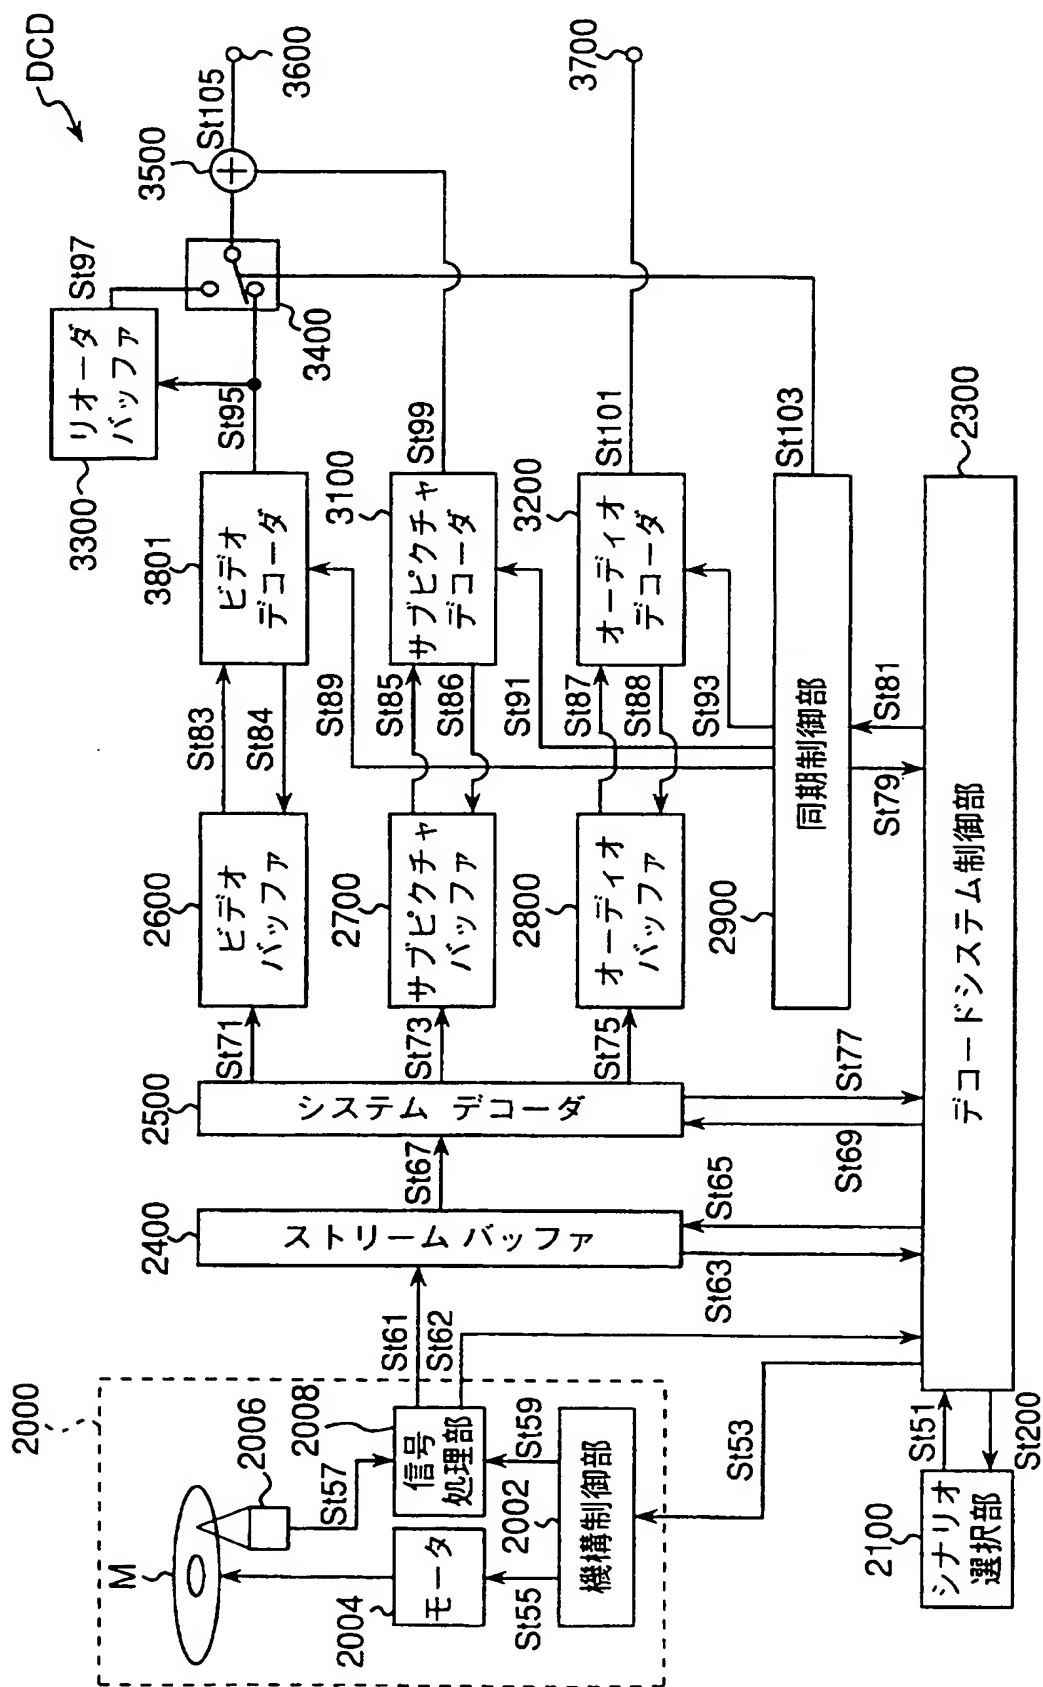 DCD
2000
M
2006
St57
2008
信号
処理部
2004
モータ
St55
2002
St59
機構制御部
St61
St62
St53
2100
シナリオ
選択部
St51
St200
2400
ストリーム バッファ
St63
St65
St67
2500
システム デコーダ
St69
St77
St71
St73
St75
2600
ビデオ
バッファ
2700
サブピクチャ
バッファ
2800
オーディオ
バッファ
St83
St84
St89
St85
St86
St91
St87
St88
St93
3801
ビデオ
デコーダ
3100
サブピクチャ
デコーダ
3200
オーディオ
デコーダ
2900
同期制御部
St79
St81
2300
デコードシステム制御部
3300
リオーダ
バッファ
St95
St97
St99
St101
St103
3400
3500
St105
3600
3700